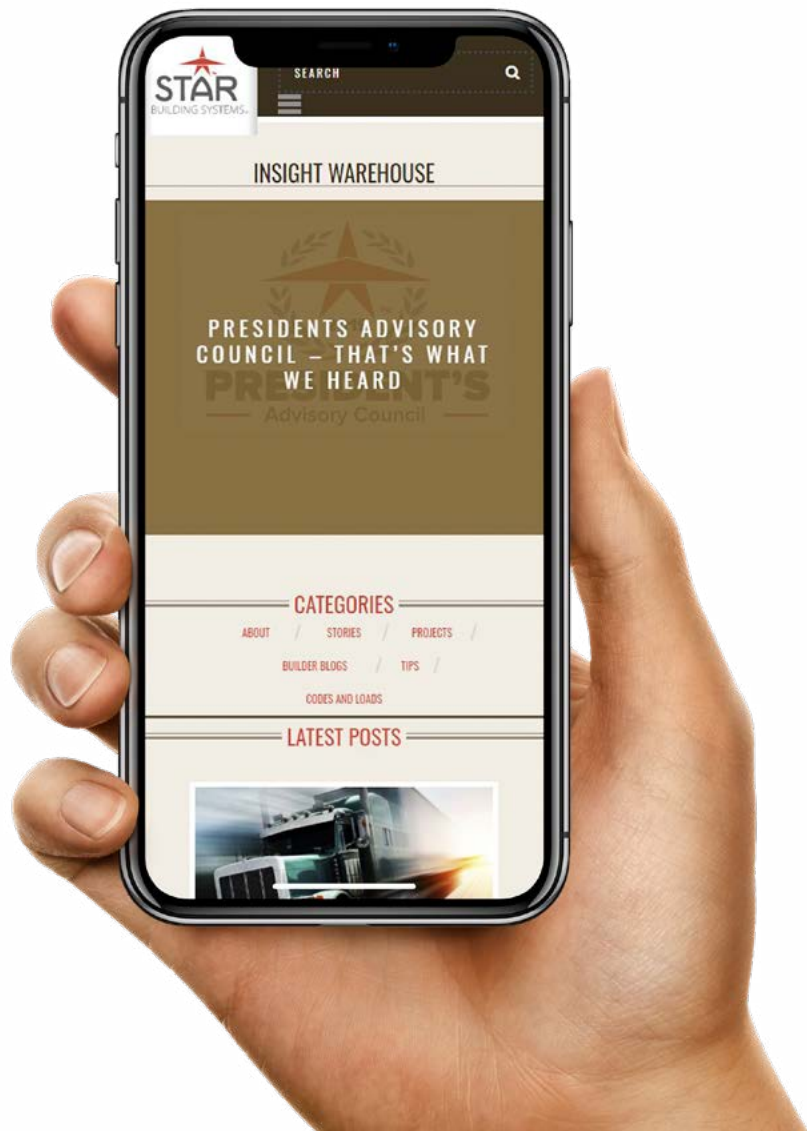 STAR
BUILDING SYSTEMS
SEARCH
INSIGHT WAREHOUSE
PRESIDENTS ADVISORY
COUNCIL – THAT'S WHAT
WE HEARD
PRESIDENT'S
Advisory Council
CATEGORIES
ABOUT / STORIES / PROJECTS /
BUILDER BLOGS / TIPS /
CODES AND LOADS
LATEST POSTS